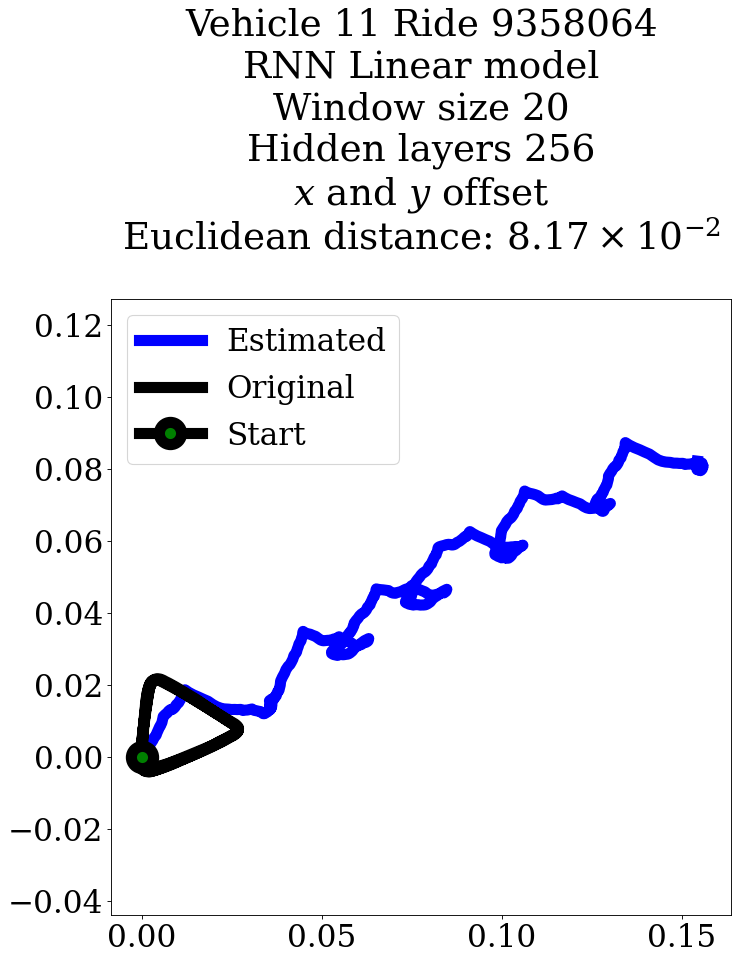 Vehicle 11 Ride 9358064
RNN Linear model
Window size 20
Hidden layers 256
x and y offset
Euclidean distance: 8.17 × 10⁻²
Estimated
Original
Start
0.12
0.10
0.08
0.06
0.04
0.02
0.00
−0.02
−0.04
0.00 0.05 0.10 0.15